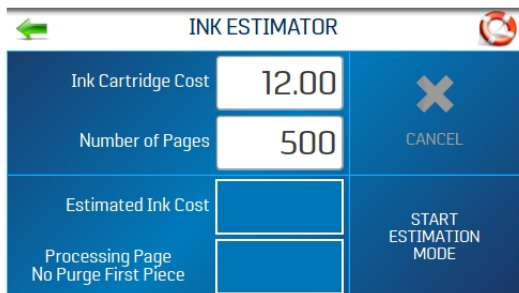 INK ESTIMATOR
Ink Cartridge Cost 12.00
Number of Pages 500
CANCEL
Estimated Ink Cost
Processing Page
No Purge First Piece
START
ESTIMATION
MODE